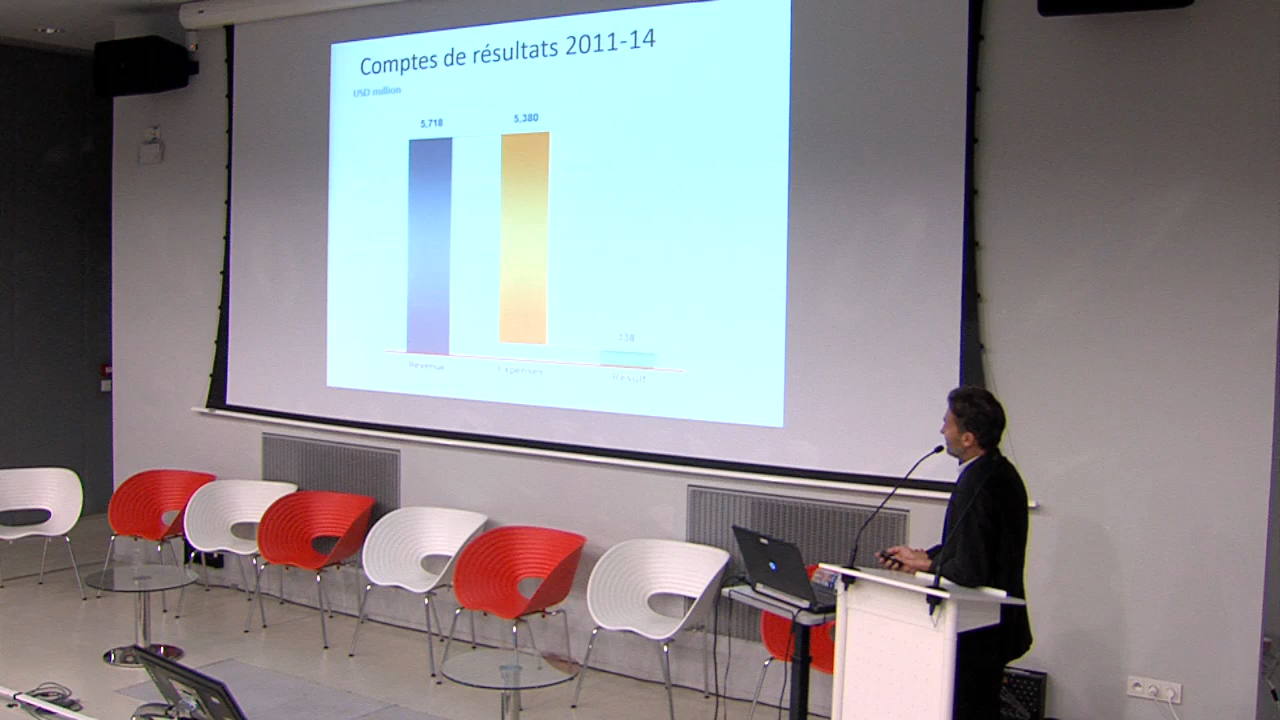 Comptes de résultats 2011-14
USD million
5,718
5,380
338
Revenue
Expenses
Result